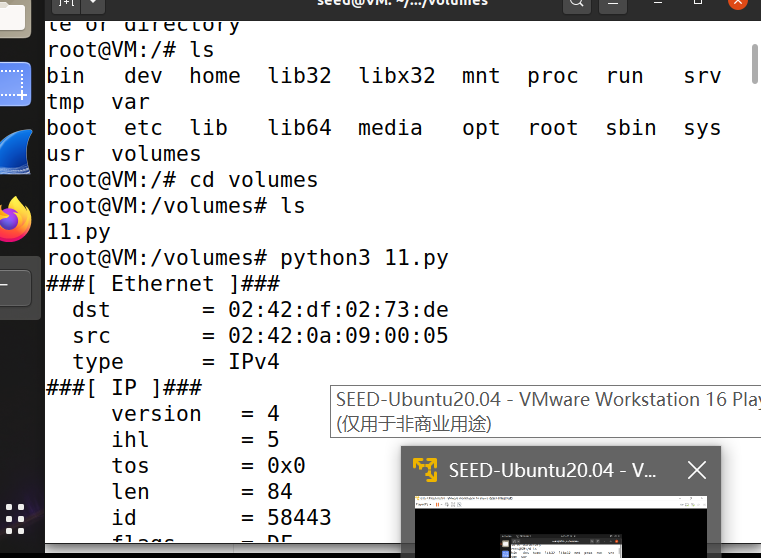 seed@VM: ~/.../volumes
te or directory
root@VM:/# ls
bin dev home lib32 libx32 mnt proc run srv
tmp var
boot etc lib lib64 media opt root sbin sys
usr volumes
root@VM:/# cd volumes
root@VM:/volumes# ls
11.py
root@VM:/volumes# python3 11.py
###[ Ethernet ]###
dst = 02:42:df:02:73:de
src = 02:42:0a:09:00:05
type = IPv4
###[ IP ]###
version = 4
ihl = 5
tos = 0x0
len = 84
id = 58443
flags = DF
SEED-Ubuntu20.04 - VMware Workstation 16 Play
(仅用于非商业用途)
SEED-Ubuntu20.04 - V...